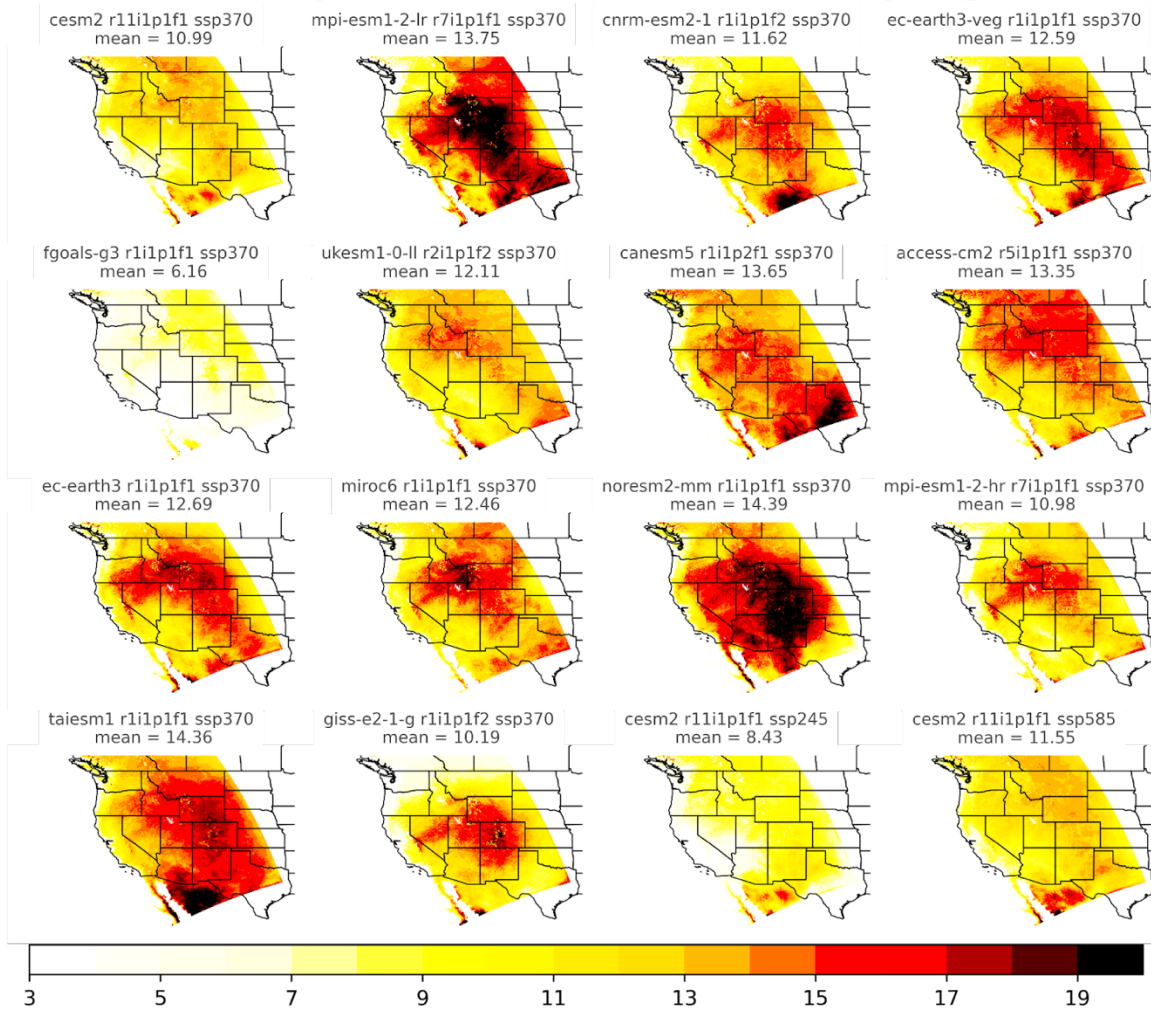 cesm2 r11i1p1f1 ssp370
mean = 10.99
mpi-esm1-2-lr r7i1p1f1 ssp370
mean = 13.75
cnrm-esm2-1 r1i1p1f2 ssp370
mean = 11.62
ec-earth3-veg r1i1p1f1 ssp370
mean = 12.59
fgoals-g3 r1i1p1f1 ssp370
mean = 6.16
ukesm1-0-ll r2i1p1f2 ssp370
mean = 12.11
canesm5 r1i1p2f1 ssp370
mean = 13.65
access-cm2 r5i1p1f1 ssp370
mean = 13.35
ec-earth3 r1i1p1f1 ssp370
mean = 12.69
miroc6 r1i1p1f1 ssp370
mean = 12.46
noresm2-mm r1i1p1f1 ssp370
mean = 14.39
mpi-esm1-2-hr r7i1p1f1 ssp370
mean = 10.98
taiesm1 r1i1p1f1 ssp370
mean = 14.36
giss-e2-1-g r1i1p1f2 ssp370
mean = 10.19
cesm2 r11i1p1f1 ssp245
mean = 8.43
cesm2 r11i1p1f1 ssp585
mean = 11.55
3 5 7 9 11 13 15 17 19